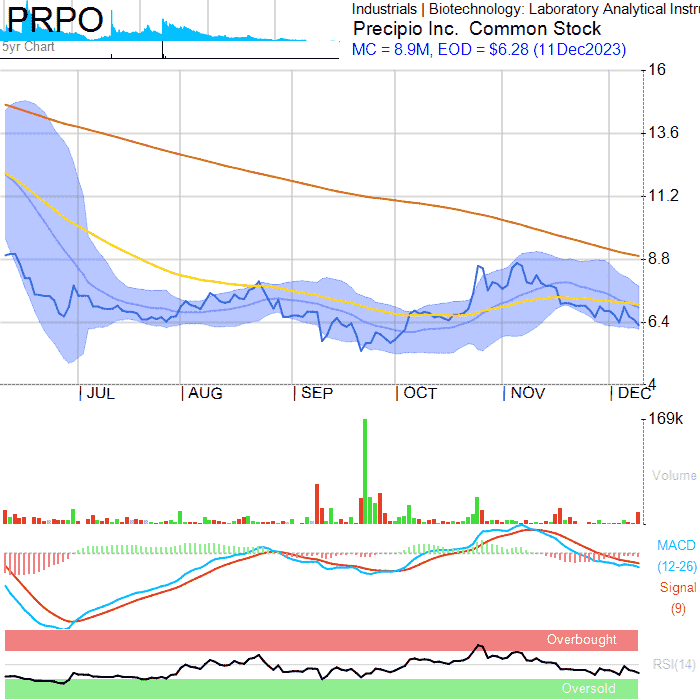 PRPO
Industrials | Biotechnology: Laboratory Analytical Instru
Precipio Inc. Common Stock
5yr Chart
MC = 8.9M, EOD = $6.28 (11Dec2023)
16
13.6
11.2
8.8
6.4
4
JUL AUG SEP OCT NOV DEC
169k
Volume
MACD
(12-26)
Signal
(9)
Overbought
RSI(14)
Oversold